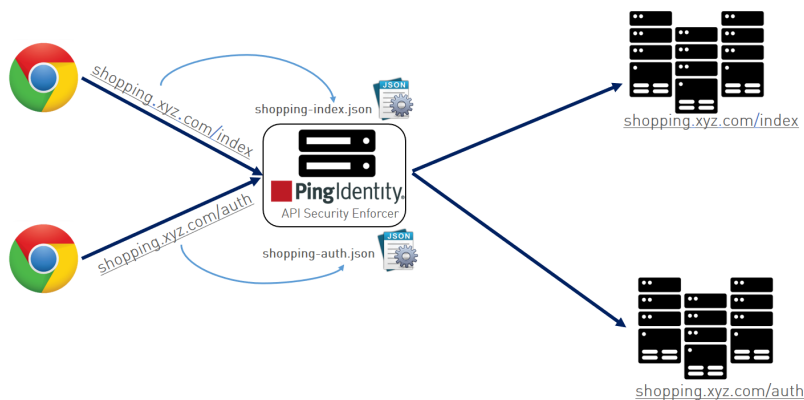 shopping.xyz.com/index
JSON
shopping-index.json
PingIdentity.
API Security Enforcer
shopping.xyz.com/auth
JSON
shopping-auth.json
shopping.xyz.com/index
shopping.xyz.com/auth